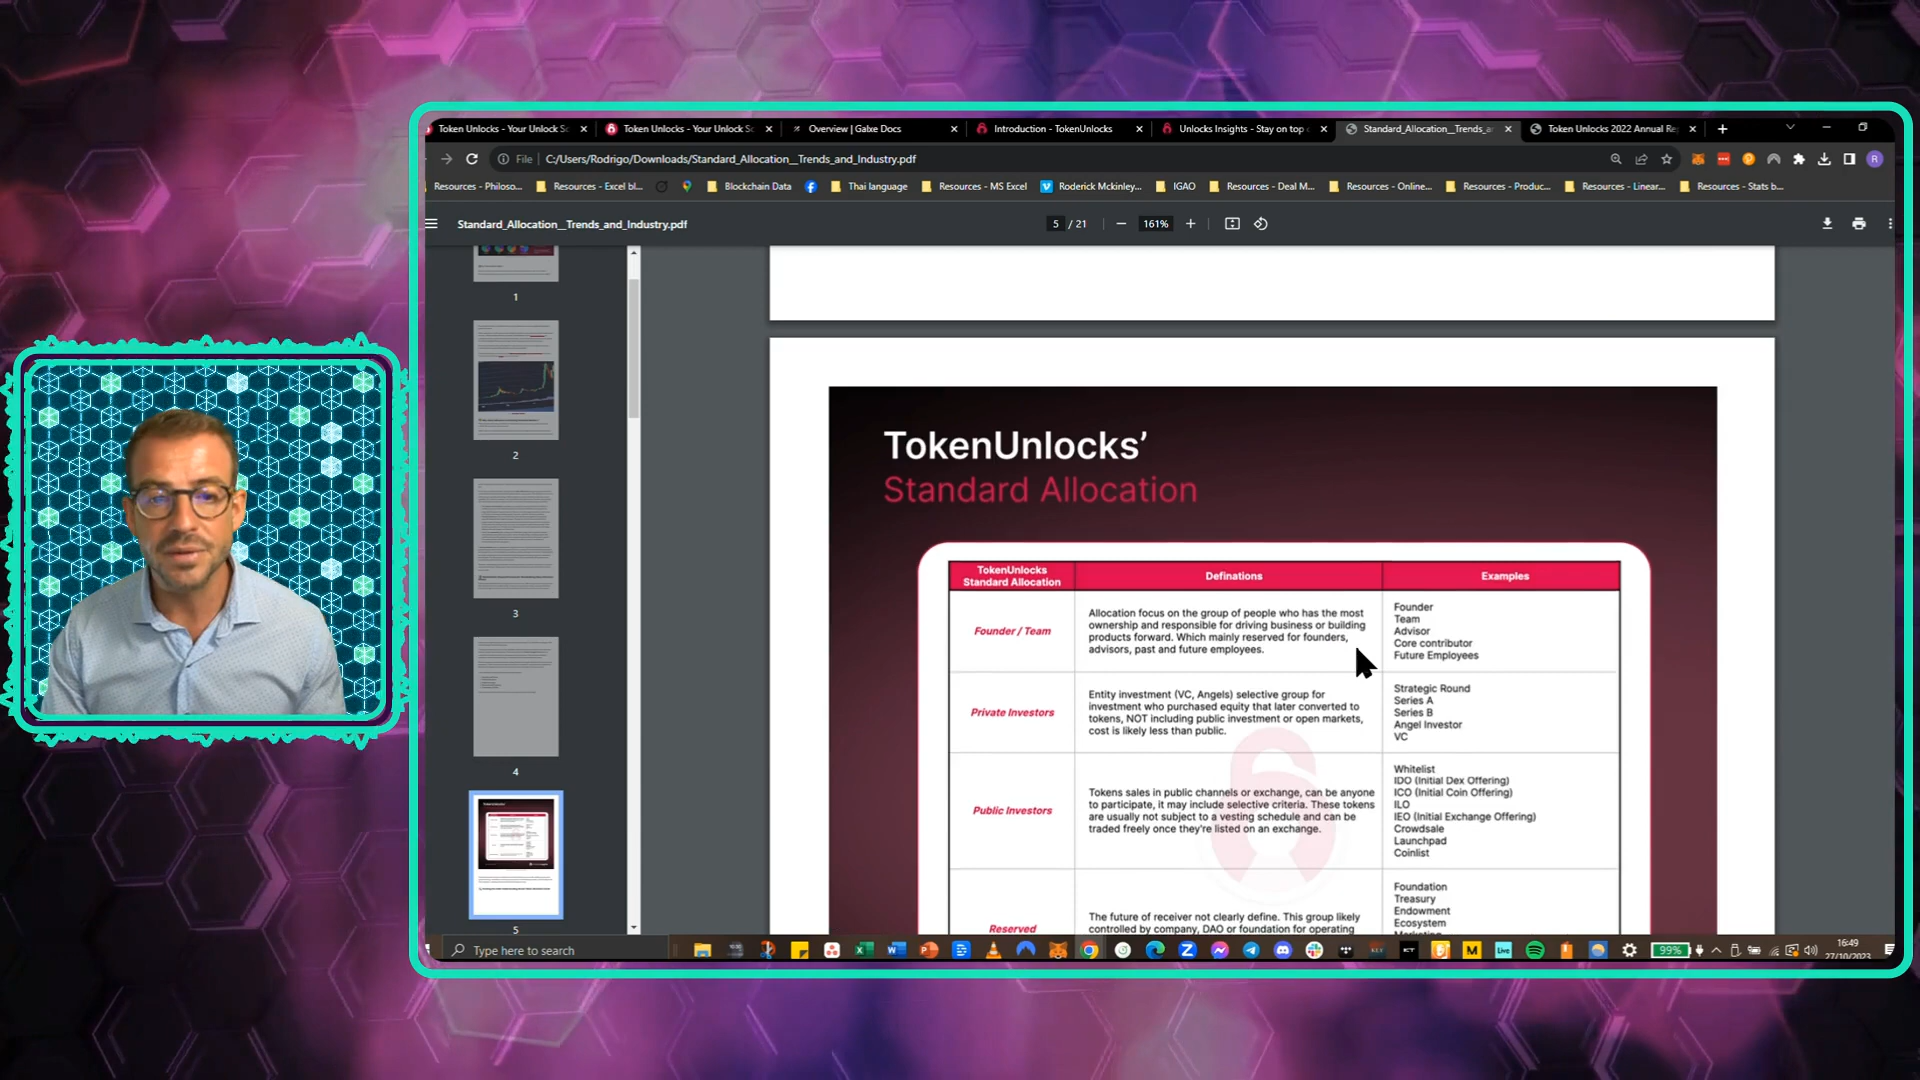 Token Unlocks - Your Unlock Sc
Token Unlocks - Your Unlock Sc
Overview | Galxe Docs
Introduction - TokenUnlocks
Unlocks Insights - Stay on top
Standard_Allocation__Trends_a
Token Unlocks 2022 Annual Re
File C:/Users/Rodrigo/Downloads/Standard_Allocation__Trends_and_Industry.pdf
R
Resources - Philoso...
Resources - Excel bl...
Blockchain Data
Thai language
Resources - MS Excel
Roderick Mckinley...
IGAO
Resources - Deal M...
Resources - Online...
Resources - Produc...
Resources - Linear...
Resources - Stats b...
Standard_Allocation__Trends_and_Industry.pdf
5 / 21
161%
1
2
3
4
5
TokenUnlocks’
Standard Allocation
TokenUnlocks
Standard Allocation
Definations
Examples
Founder / Team
Allocation focus on the group of people who has the most
ownership and responsible for driving business or building
products forward. Which mainly reserved for founders,
advisors, past and future employees.
Founder
Team
Advisor
Core contributor
Future Employees
Private Investors
Entity investment (VC, Angels) selective group for
investment who purchased equity that later converted to
tokens, NOT including public investment or open markets,
cost is likely less than public.
Strategic Round
Series A
Series B
Angel Investor
VC
Public Investors
Tokens sales in public channels or exchange, can be anyone
to participate, it may include selective criteria. These tokens
are usually not subject to a vesting schedule and can be
traded freely once they're listed on an exchange.
Whitelist
IDO (Initial Dex Offering)
ICO (Initial Coin Offering)
ILO
IEO (Initial Exchange Offering)
Crowdsale
Launchpad
Coinlist
Reserved
The future of receiver not clearly define. This group likely
controlled by company, DAO or foundation for operating
Foundation
Treasury
Endowment
Ecosystem
Type here to search
99%
16:49
27/10/2023